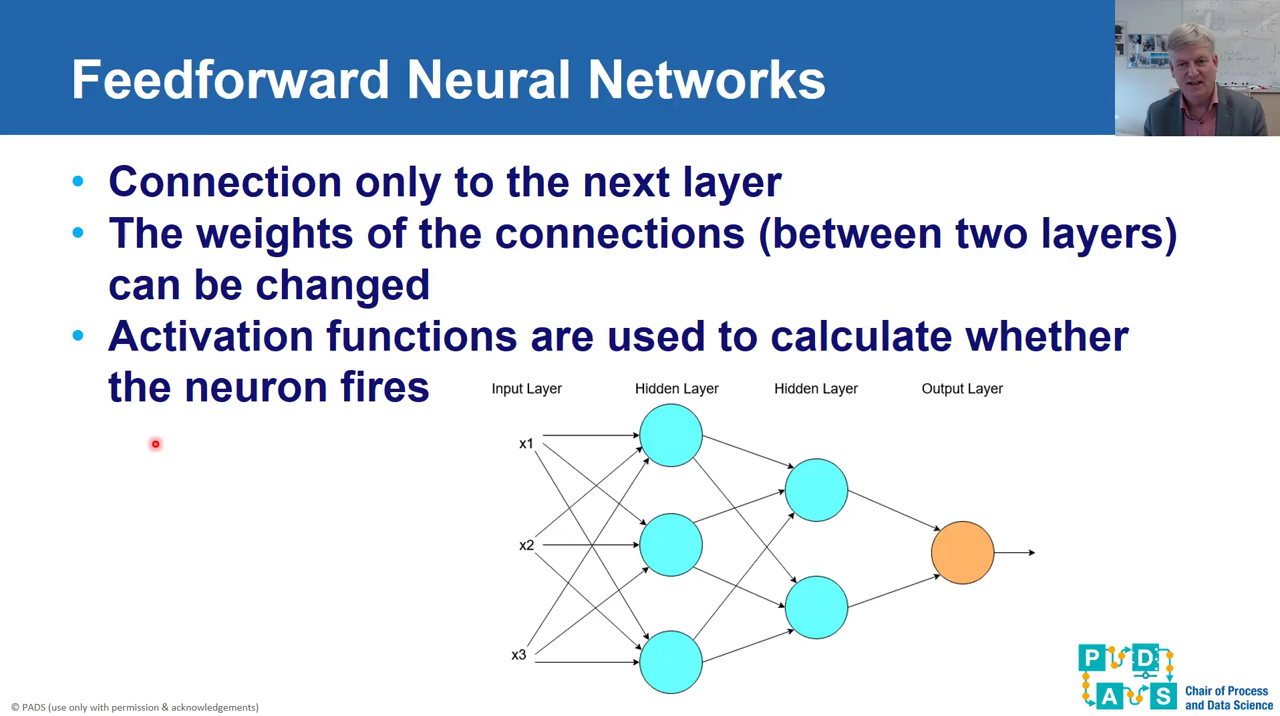 Feedforward Neural Networks
• Connection only to the next layer
• The weights of the connections (between two layers)
can be changed
• Activation functions are used to calculate whether
the neuron fires
Input Layer Hidden Layer Hidden Layer Output Layer
x1
x2
x3
P D
A S
Chair of Process
and Data Science
© PADS (use only with permission & acknowledgements)